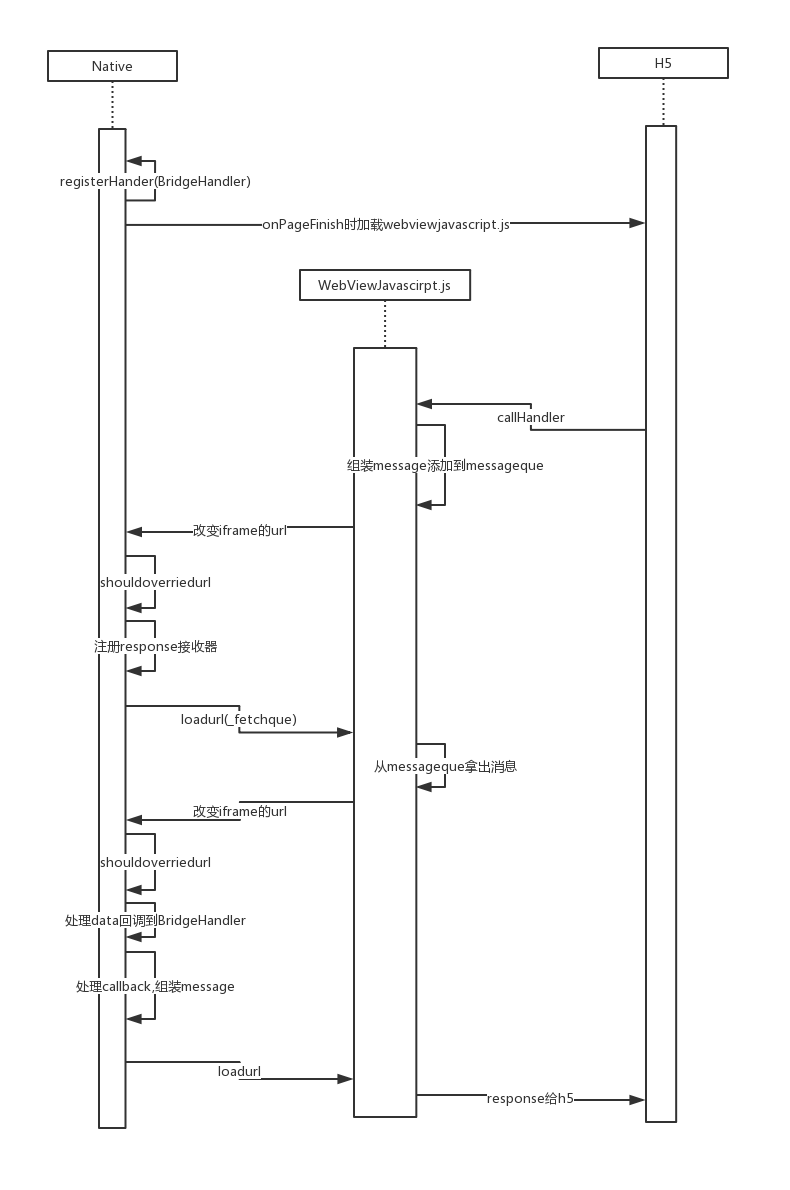 Native
H5
registerHander(BridgeHandler)
onPageFinish时加载webviewjavascript.js
WebViewJavascirpt.js
callHandler
组装message添加到messageque
改变iframe的url
shouldoverriedurl
注册response接收器
loadurl(_fetchque)
从messageque拿出消息
改变iframe的url
shouldoverriedurl
处理data回调到BridgeHandler
处理callback,组装message
loadurl
response给h5